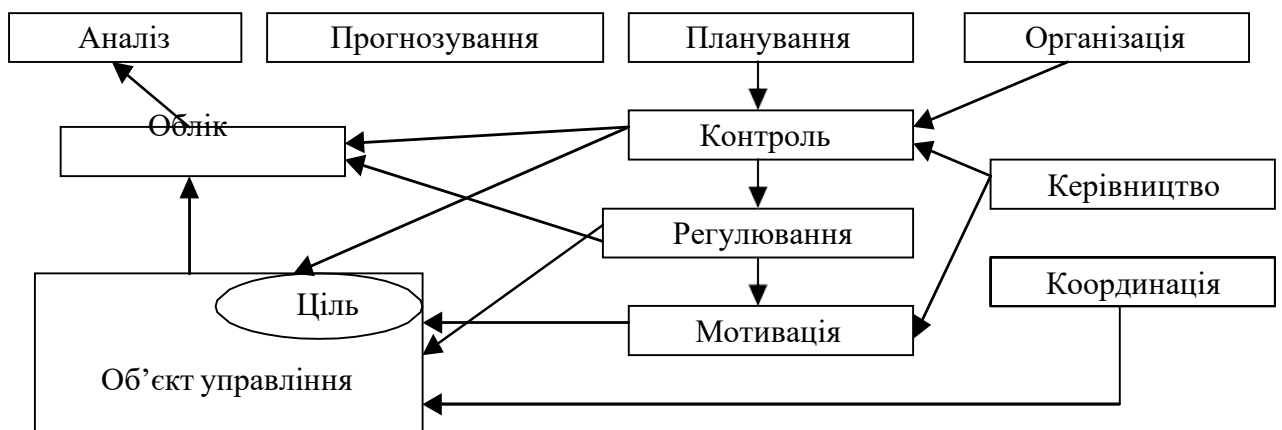 Аналіз
Прогнозування
Планування
Організація
Облік
Контроль
Керівництво
Регулювання
Координація
Ціль
Мотивація
Об’єкт управління